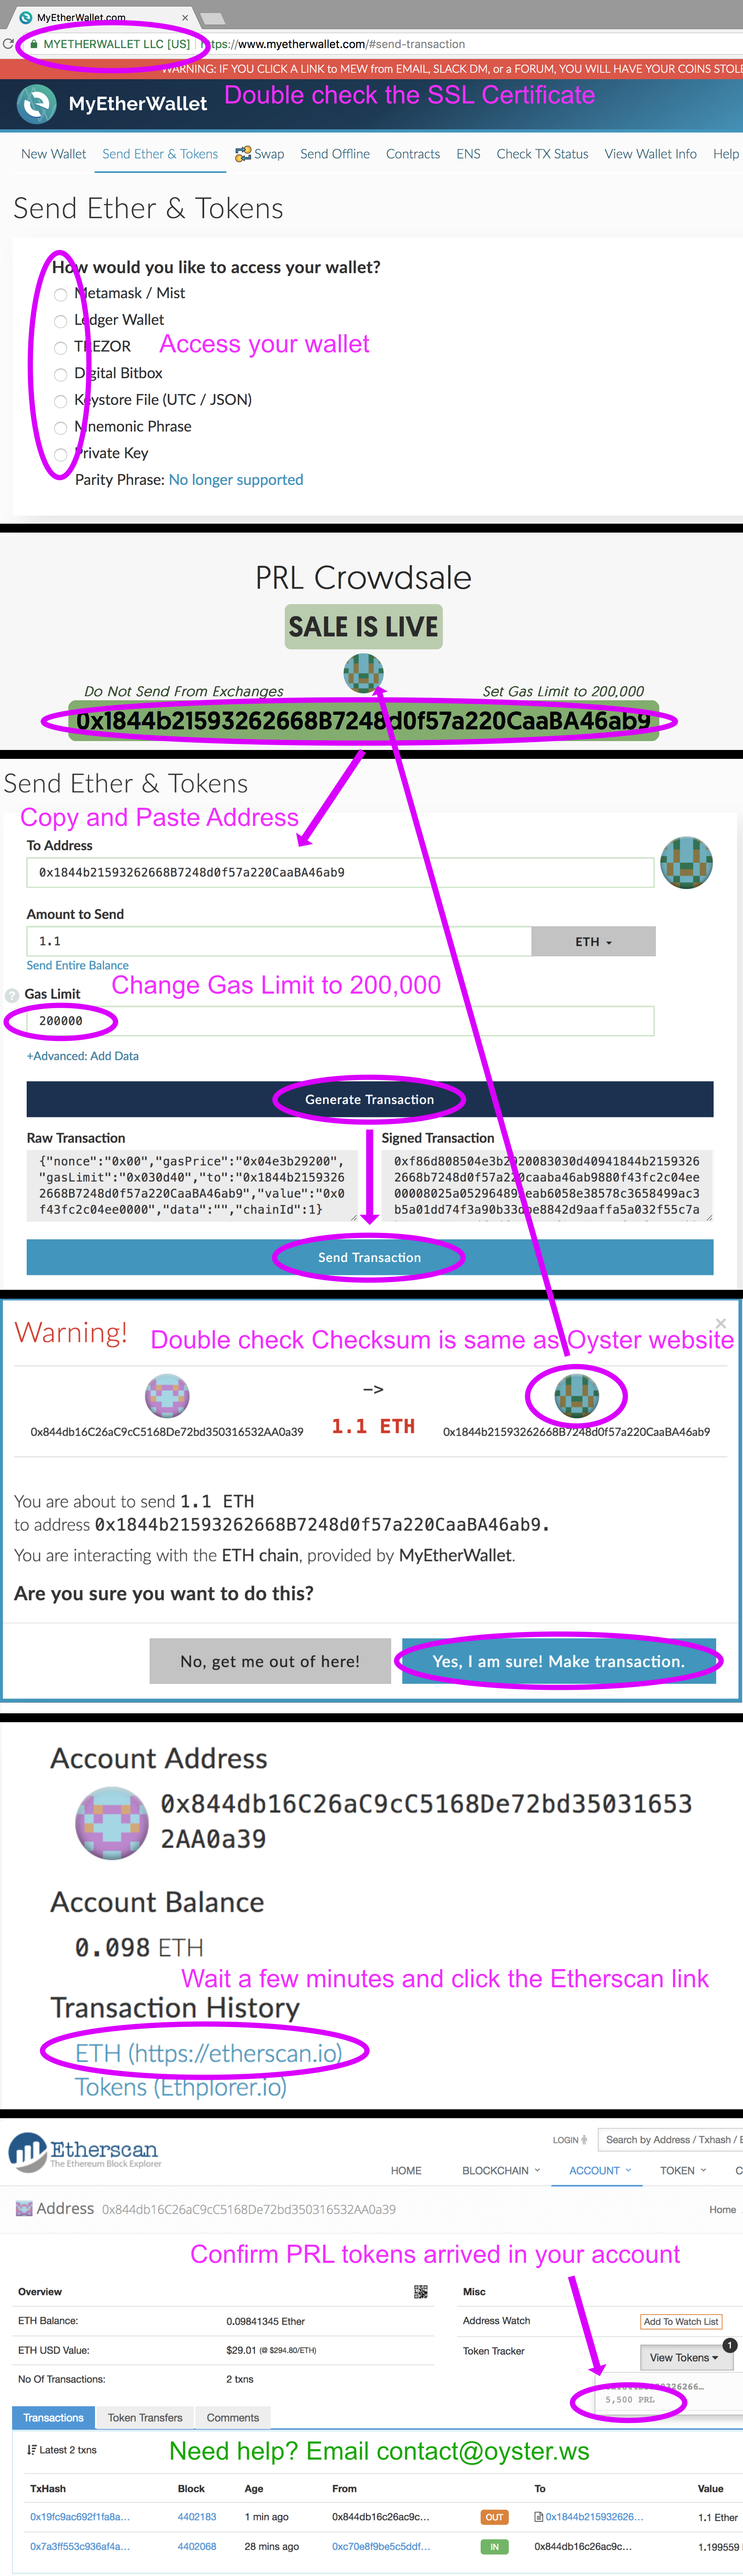 MyEtherWallet.com
MYETHERWALLET LLC [US] https://www.myetherwallet.com/#send-transaction
WARNING: IF YOU CLICK A LINK to MEW from EMAIL, SLACK DM, or a FORUM, YOU WILL HAVE YOUR COINS STOLE
MyEtherWallet Double check the SSL Certificate
New Wallet Send Ether & Tokens Swap Send Offline Contracts ENS Check TX Status View Wallet Info Help
Send Ether & Tokens
How would you like to access your wallet?
Metamask / Mist
Ledger Wallet
TREZOR
Access your wallet
Digital Bitbox
Keystore File (UTC / JSON)
Mnemonic Phrase
Private Key
Parity Phrase: No longer supported
PRL Crowdsale
SALE IS LIVE
Do Not Send From Exchanges Set Gas Limit to 200,000
0x1844b21593262668B7248d0f57a220CaaBA46ab9
Send Ether & Tokens
Copy and Paste Address
To Address
0x1844b21593262668B7248d0f57a220CaaBA46ab9
Amount to Send
1.1 ETH
Send Entire Balance
Change Gas Limit to 200,000
Gas Limit
200000
+Advanced: Add Data
Generate Transaction
Raw Transaction Signed Transaction
{"nonce":"0x00","gasPrice":"0x04e3b29200",
"gasLimit":"0x030d40","to":"0x1844b2159326
2668B7248d0f57a220CaaBA46ab9","value":"0x0
f43fc2c04ee0000","data":"","chainId":1}
2668b7248d0f57a220caaba46ab9880f43fc2c04ee
Send Transaction
Warning! Double check Checksum is same as Oyster website
-> 
0x844db16C26aC9cC5168De72bd350316532AA0a39 1.1 ETH 0x1844b21593262668B7248d0f57a220CaaBA46ab9
You are about to send 1.1 ETH
to address 0x1844b21593262668B7248d0f57a220CaaBA46ab9.
You are interacting with the ETH chain, provided by MyEtherWallet.
Are you sure you want to do this?
No, get me out of here! Yes, I am sure! Make transaction.
Account Address
0x844db16C26aC9cC5168De72bd35031653
2AA0a39
Account Balance
0.098 ETH
Wait a few minutes and click the Etherscan link
Transaction History
ETH (https://etherscan.io)
Tokens (Ethplorer.io)
Etherscan
The Ethereum Block Explorer
LOGIN Search by Address / Txhash /
HOME BLOCKCHAIN ACCOUNT TOKEN
Address 0x844db16C26aC9cC5168De72bd350316532AA0a39 Home
Confirm PRL tokens arrived in your account
Overview Misc
ETH Balance: 0.09841345 Ether Address Watch Add To Watch List
ETH USD Value: $29.01 (@ $294.80/ETH) Token Tracker View Tokens 1
No Of Transactions: 2 txns
5,500 PRL
Transactions Token Transfers Comments
Latest 2 txns
Need help? Email contact@oyster.ws
TxHash Block Age From To Value
0x19fc9ac692f1fa8a... 4402183 1 min ago 0x844db16c26ac9c... OUT 0x1844b215932626... 1.1 Ether
0x7a3ff553c936af4a... 4402068 28 mins ago 0xc70e8f9be5c5ddf... IN 0x844db16c26ac9c... 1.199559